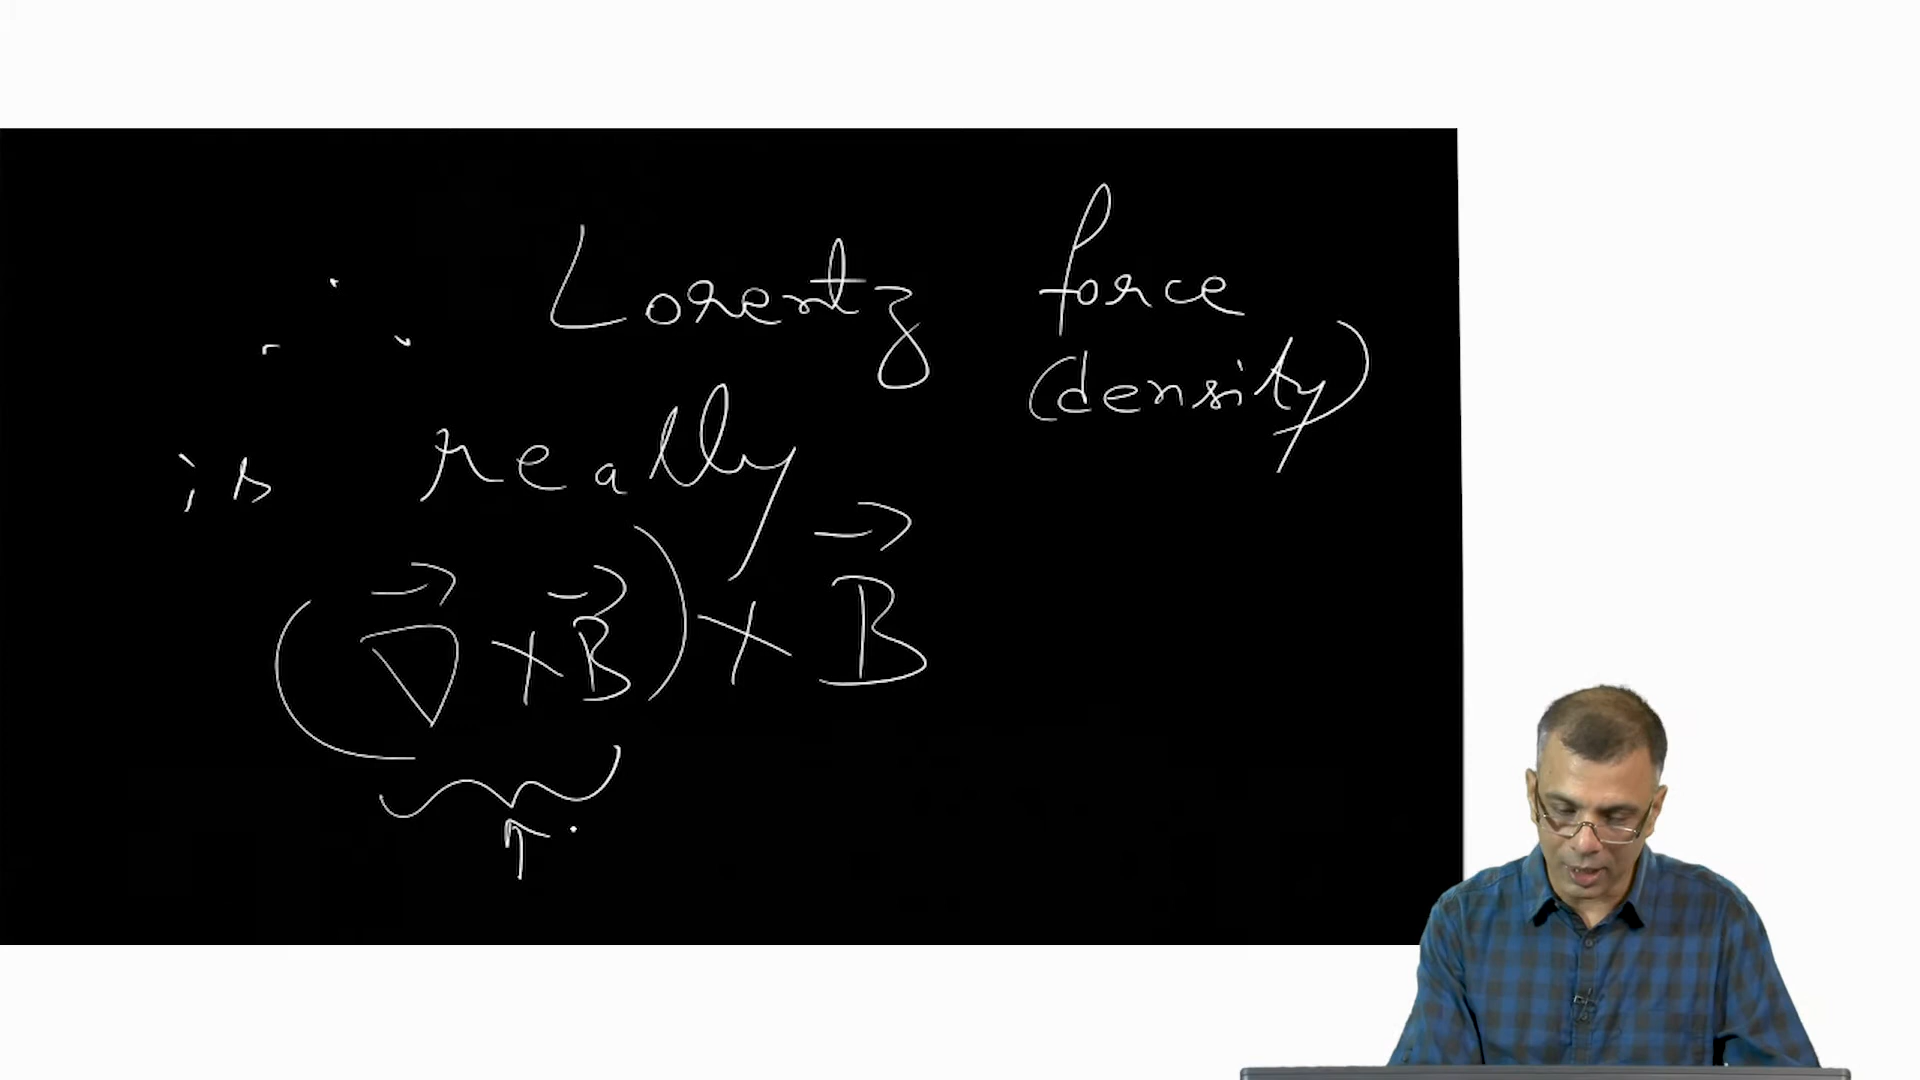 ∴ Lorentz force
(density)
is really
(∇⃗ × B⃗) × B⃗
↑